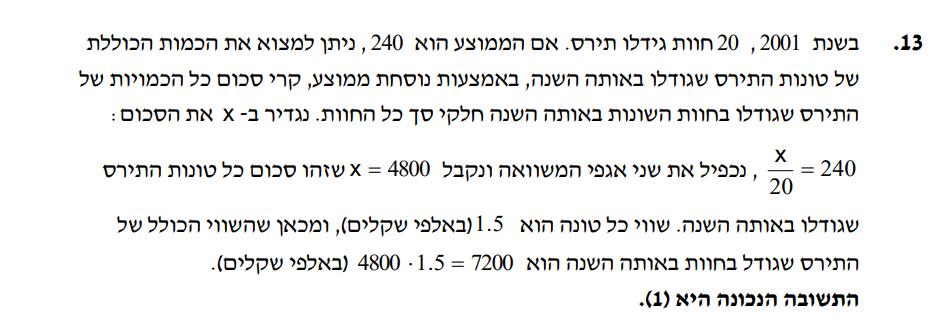 13. בשנת 2001, 20 חוות גידלו תירס. אם הממוצע הוא 240, ניתן למצוא את הכמות הכוללת
של טונות התירס שגודלו באותה השנה, באמצעות נוסחת ממוצע, קרי סכום כל הכמויות של
התירס שגודלו בחוות השונות באותה השנה חלקי סך כל החוות. נגדיר ב- x את הסכום:
x/20 = 240, נכפיל את שני אגפי המשוואה ונקבל x = 4800 שזהו סכום כל טונות התירס
שגודלו באותה השנה. שווי כל טונה הוא 1.5 (באלפי שקלים), ומכאן שהשווי הכולל של
התירס שגודל בחוות באותה השנה הוא 4800 · 1.5 = 7200 (באלפי שקלים).
התשובה הנכונה היא (1).